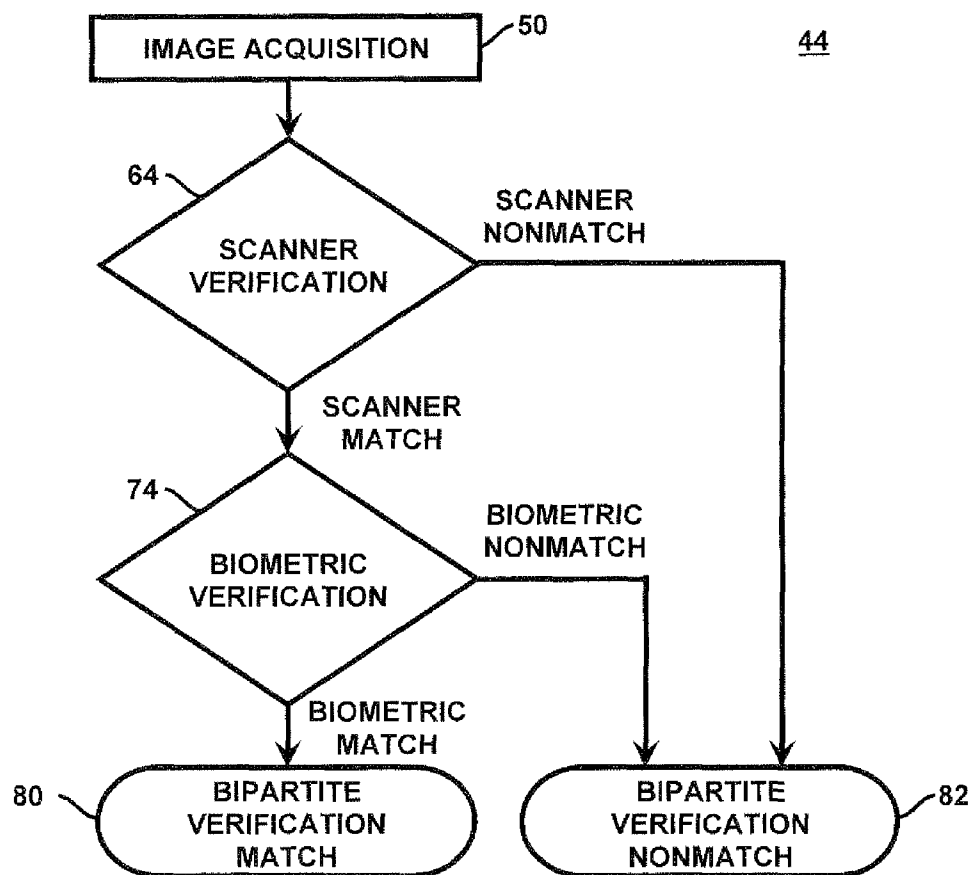 IMAGE ACQUISITION
50
44
64
SCANNER
VERIFICATION
SCANNER
NONMATCH
SCANNER
MATCH
74
BIOMETRIC
VERIFICATION
BIOMETRIC
NONMATCH
BIOMETRIC
MATCH
80
BIPARTITE
VERIFICATION
MATCH
BIPARTITE
VERIFICATION
NONMATCH
82